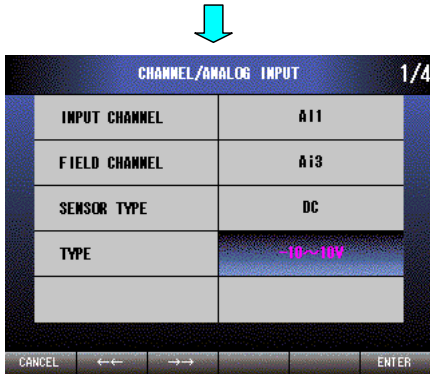 CHANNEL/ANALOG INPUT 1/4
INPUT CHANNEL AI1
FIELD CHANNEL Ai3
SENSOR TYPE DC
TYPE -10～10V
CANCEL ←← →→ ENTER